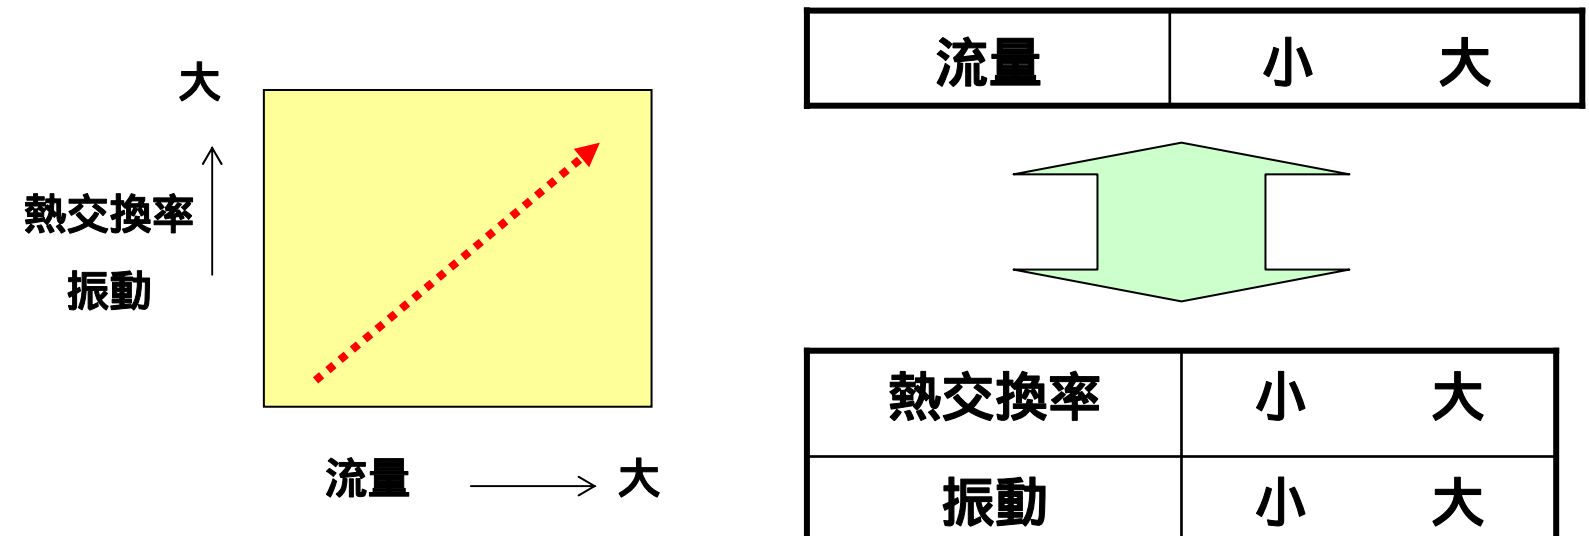 大
熱交換率
振動
流量 大
流量 小 大
熱交換率 小 大
振動 小 大